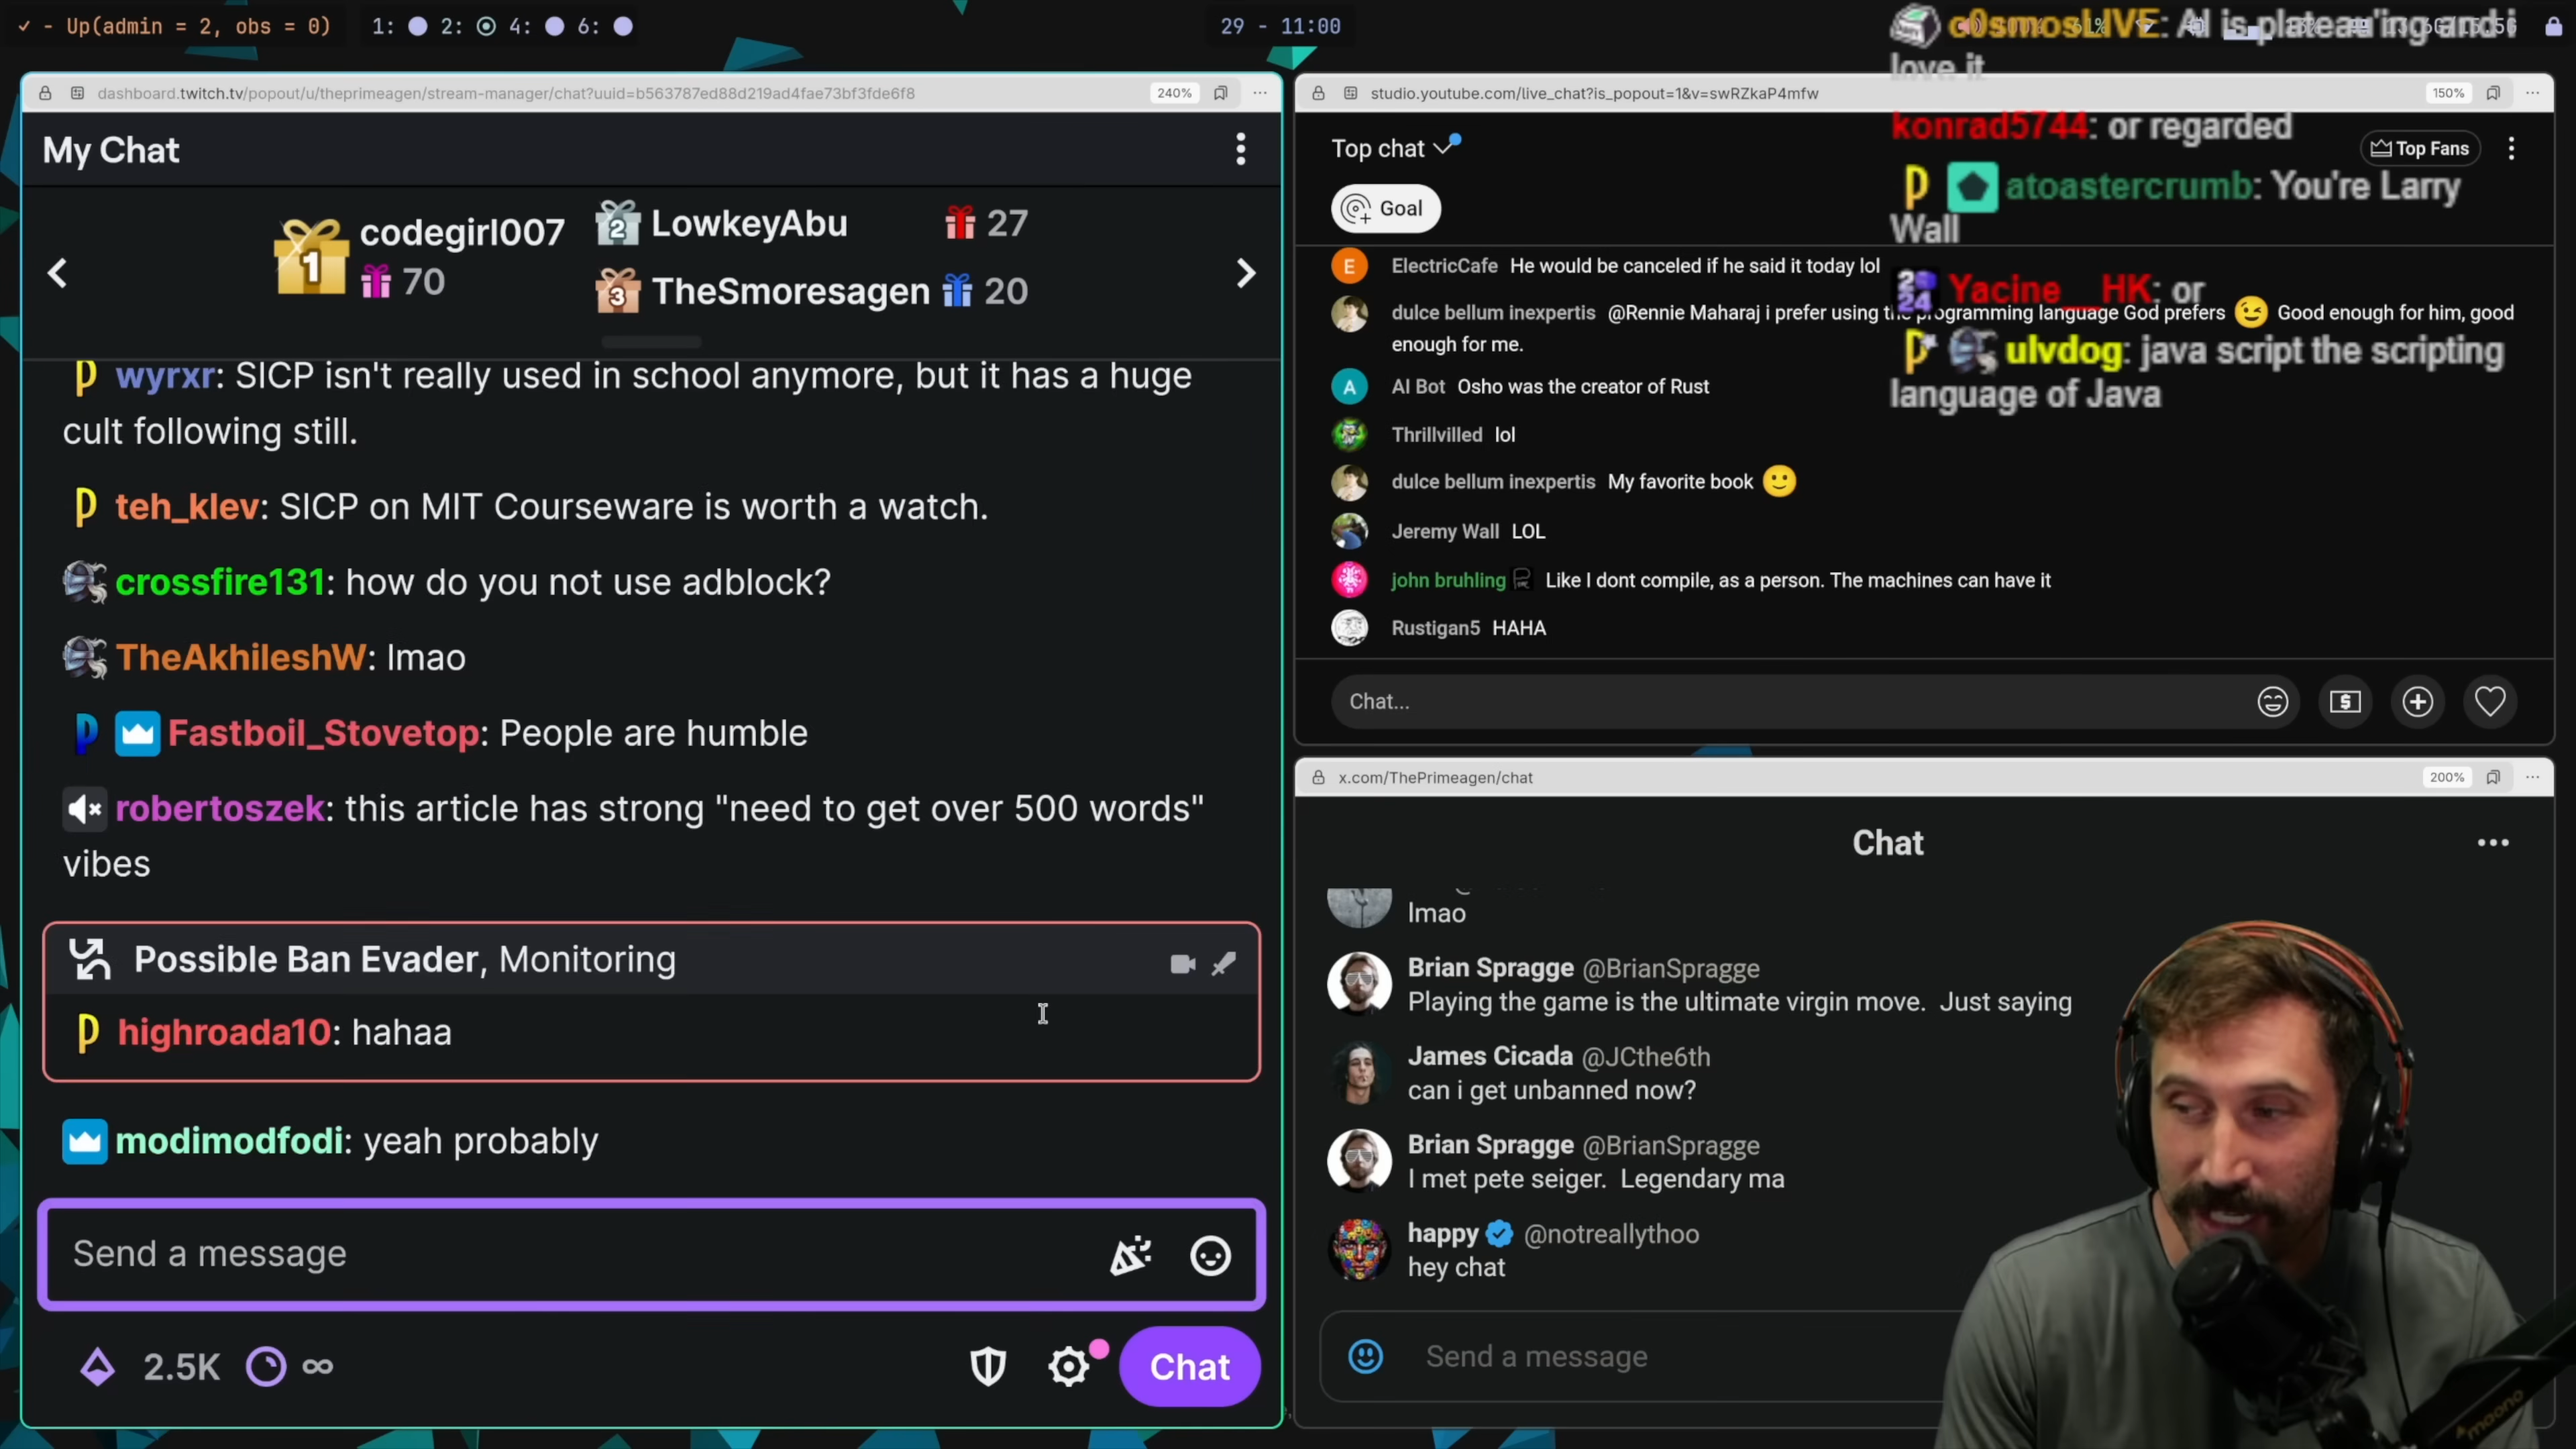 ✓ - Up(admin = 2, obs = 0)
1: 2: 4: 6:
29 - 11:00
dashboard.twitch.tv/popout/u/theprimeagen/stream-manager/chat?uuid=b563787ed88d219ad4fae73bf3fde6f8
240%
My Chat
1
codegirl007
70
2
LowkeyAbu
27
3
TheSmoresagen
20
wyrxr: SICP isn't really used in school anymore, but it has a huge
cult following still.
teh_klev: SICP on MIT Courseware is worth a watch.
crossfire131: how do you not use adblock?
TheAkhileshW: lmao
Fastboil_Stovetop: People are humble
robertoszek: this article has strong "need to get over 500 words"
vibes
Possible Ban Evader, Monitoring
highroada10: hahaa
modimodfodi: yeah probably
Send a message
2.5K
∞
Chat
studio.youtube.com/live_chat?is_popout=1&v=swRZkaP4mfw
150%
Top chat
Top Fans
Goal
ElectricCafe He would be canceled if he said it today lol
dulce bellum inexpertis @Rennie Maharaj i prefer using the programming language God prefers 😉 Good enough for him, good
enough for me.
AI Bot Osho was the creator of Rust
Thrillvilled lol
dulce bellum inexpertis My favorite book 🙂
Jeremy Wall LOL
john bruhling Like I dont compile, as a person. The machines can have it
Rustigan5 HAHA
Chat...
c0smosLIVE: AI is plateau'ing and i
love it
konrad5744: or regarded
atoastercrumb: You're Larry
Wall
Yacine__HK: or
ulvdog: java script the scripting
language of Java
x.com/ThePrimeagen/chat
200%
Chat
lmao
Brian Spragge @BrianSpragge
Playing the game is the ultimate virgin move. Just saying
James Cicada @JCthe6th
can i get unbanned now?
Brian Spragge @BrianSpragge
I met pete seiger. Legendary ma
happy @notreallythoo
hey chat
Send a message
maono